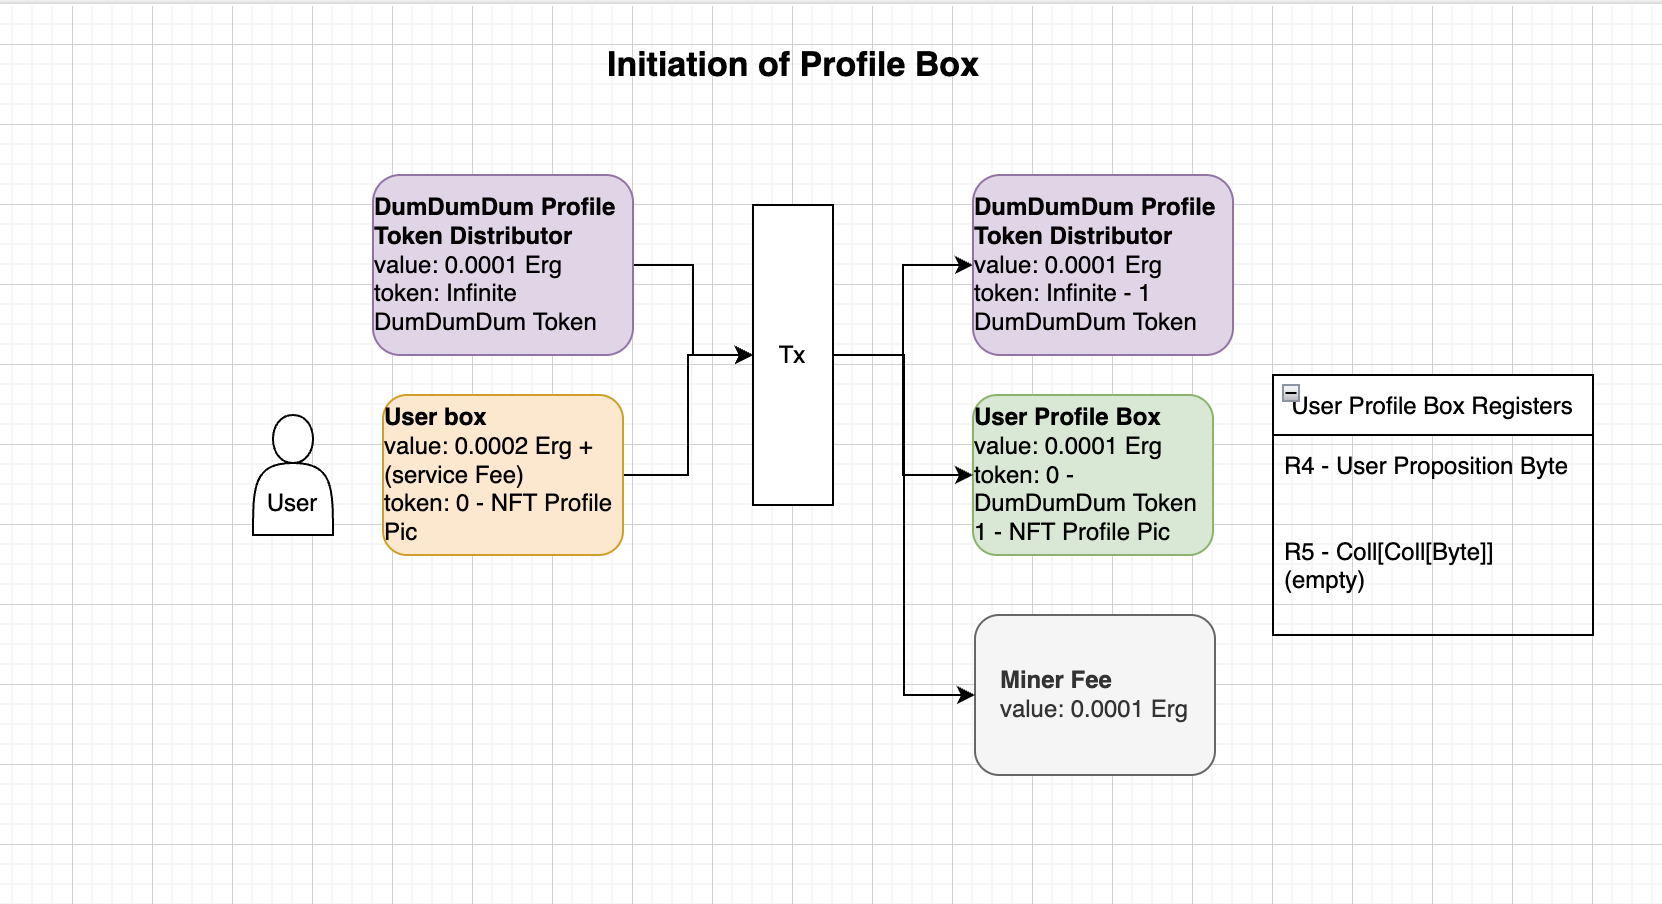 Initiation of Profile Box
DumDumDum Profile
Token Distributor
value: 0.0001 Erg
token: Infinite
DumDumDum Token
User box
value: 0.0002 Erg +
(service Fee)
token: 0 - NFT Profile
Pic
User
Tx
DumDumDum Profile
Token Distributor
value: 0.0001 Erg
token: Infinite - 1
DumDumDum Token
User Profile Box
value: 0.0001 Erg
token: 0 -
DumDumDum Token
1 - NFT Profile Pic
Miner Fee
value: 0.0001 Erg
User Profile Box Registers
R4 - User Proposition Byte
R5 - Coll[Coll[Byte]]
(empty)